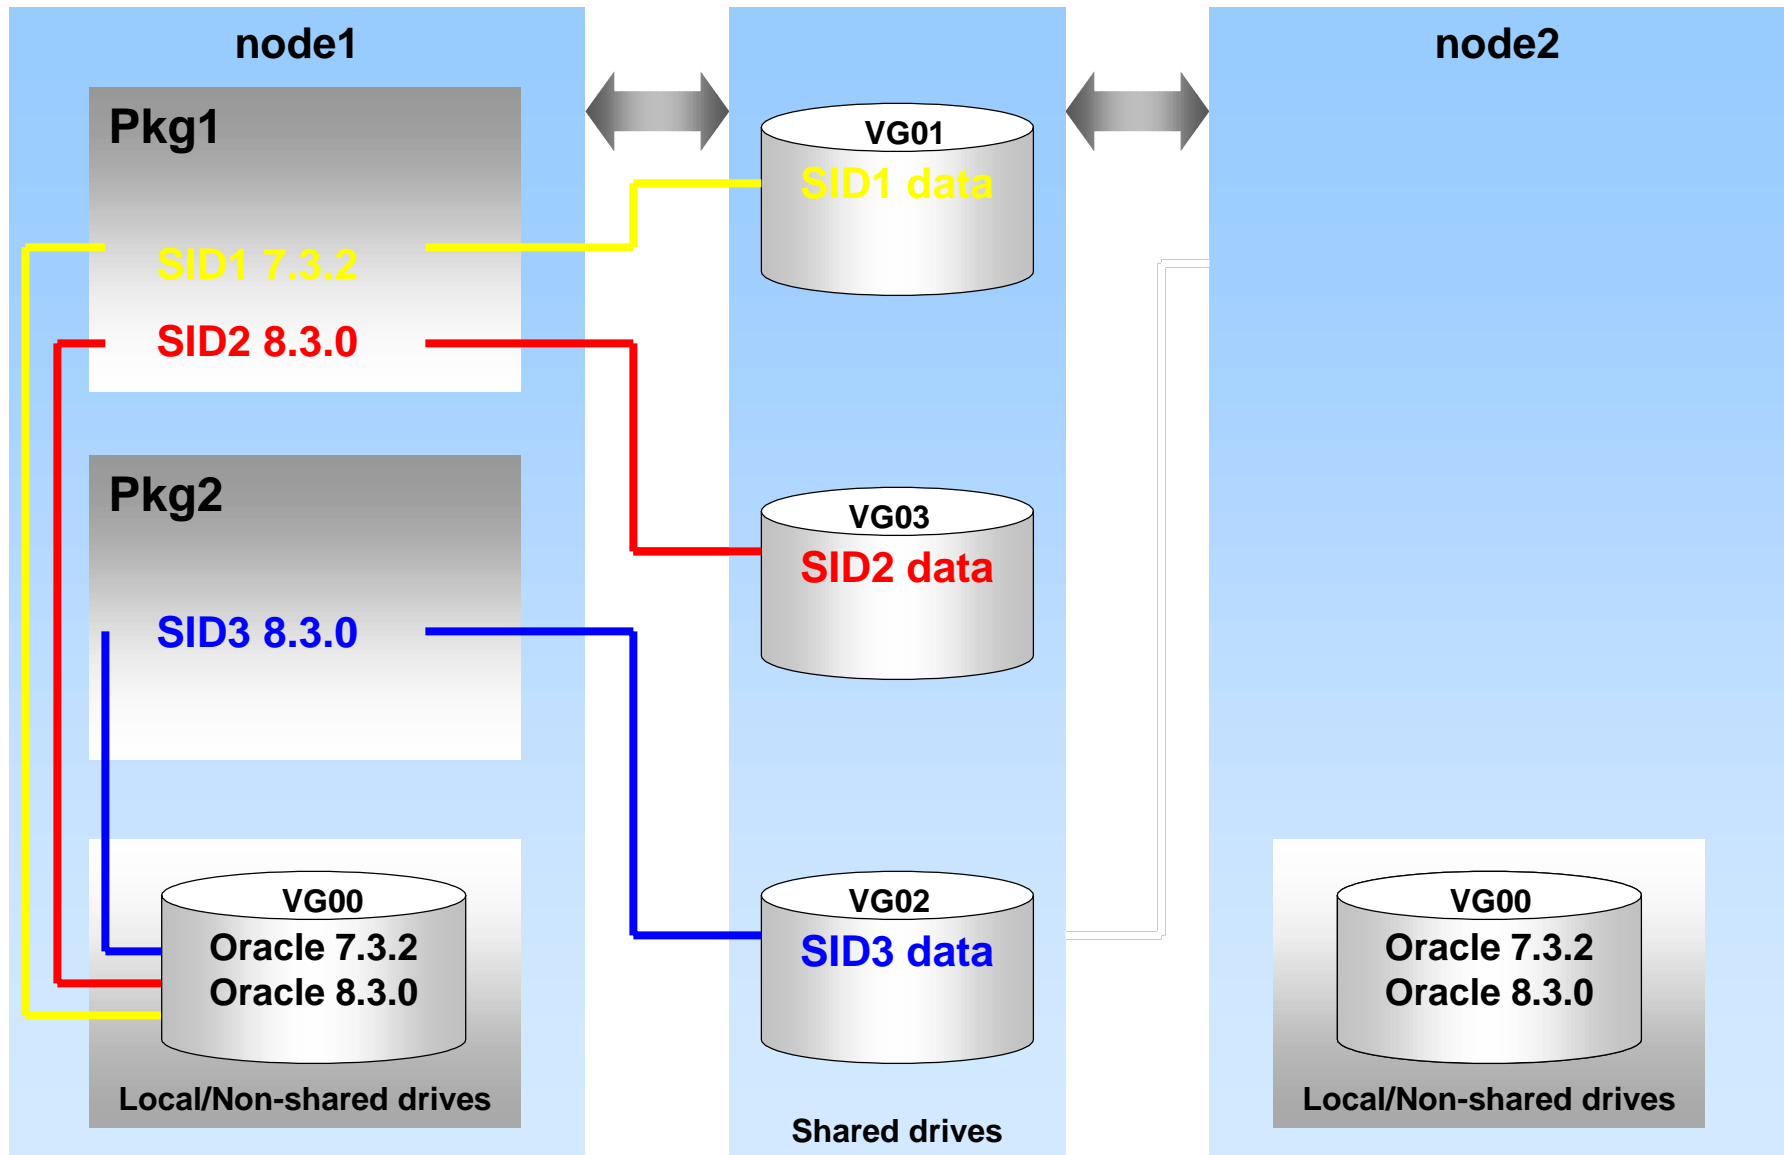 node1
Pkg1
SID1 7.3.2
SID2 8.3.0
Pkg2
SID3 8.3.0
VG00
Oracle 7.3.2
Oracle 8.3.0
Local/Non-shared drives
VG01
SID1 data
VG03
SID2 data
VG02
SID3 data
Shared drives
node2
VG00
Oracle 7.3.2
Oracle 8.3.0
Local/Non-shared drives